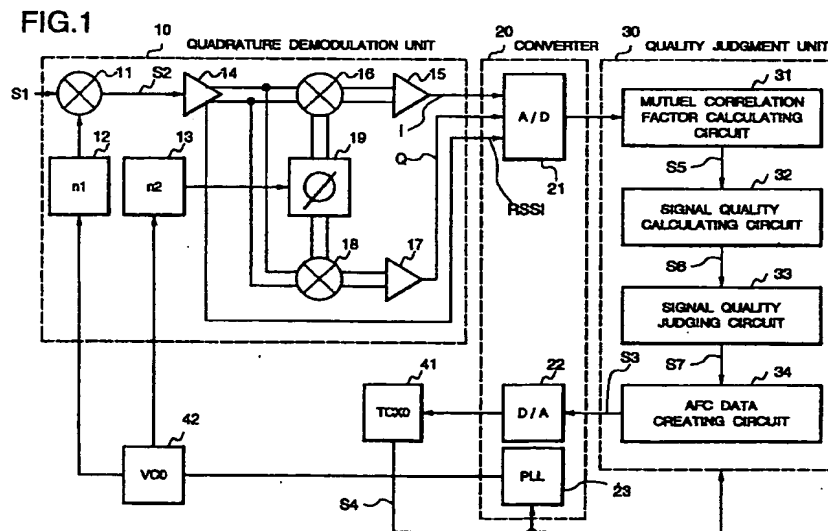 FIG.1
10
QUADRATURE DEMODULATION UNIT
20
CONVERTER
30
QUALITY JUDGMENT UNIT
S1
11
S2
14
16
15
I
A/D
21
31
MUTUEL CORRELATION
FACTOR CALCULATING
CIRCUIT
S5
12
n1
13
n2
19
Q
RSSI
32
SIGNAL QUALITY
CALCULATING CIRCUIT
S6
18
17
33
SIGNAL QUALITY
JUDGING CIRCUIT
S7
41
TCXO
22
D/A
S3
34
AFC DATA
CREATING CIRCUIT
42
VCO
S4
PLL
23